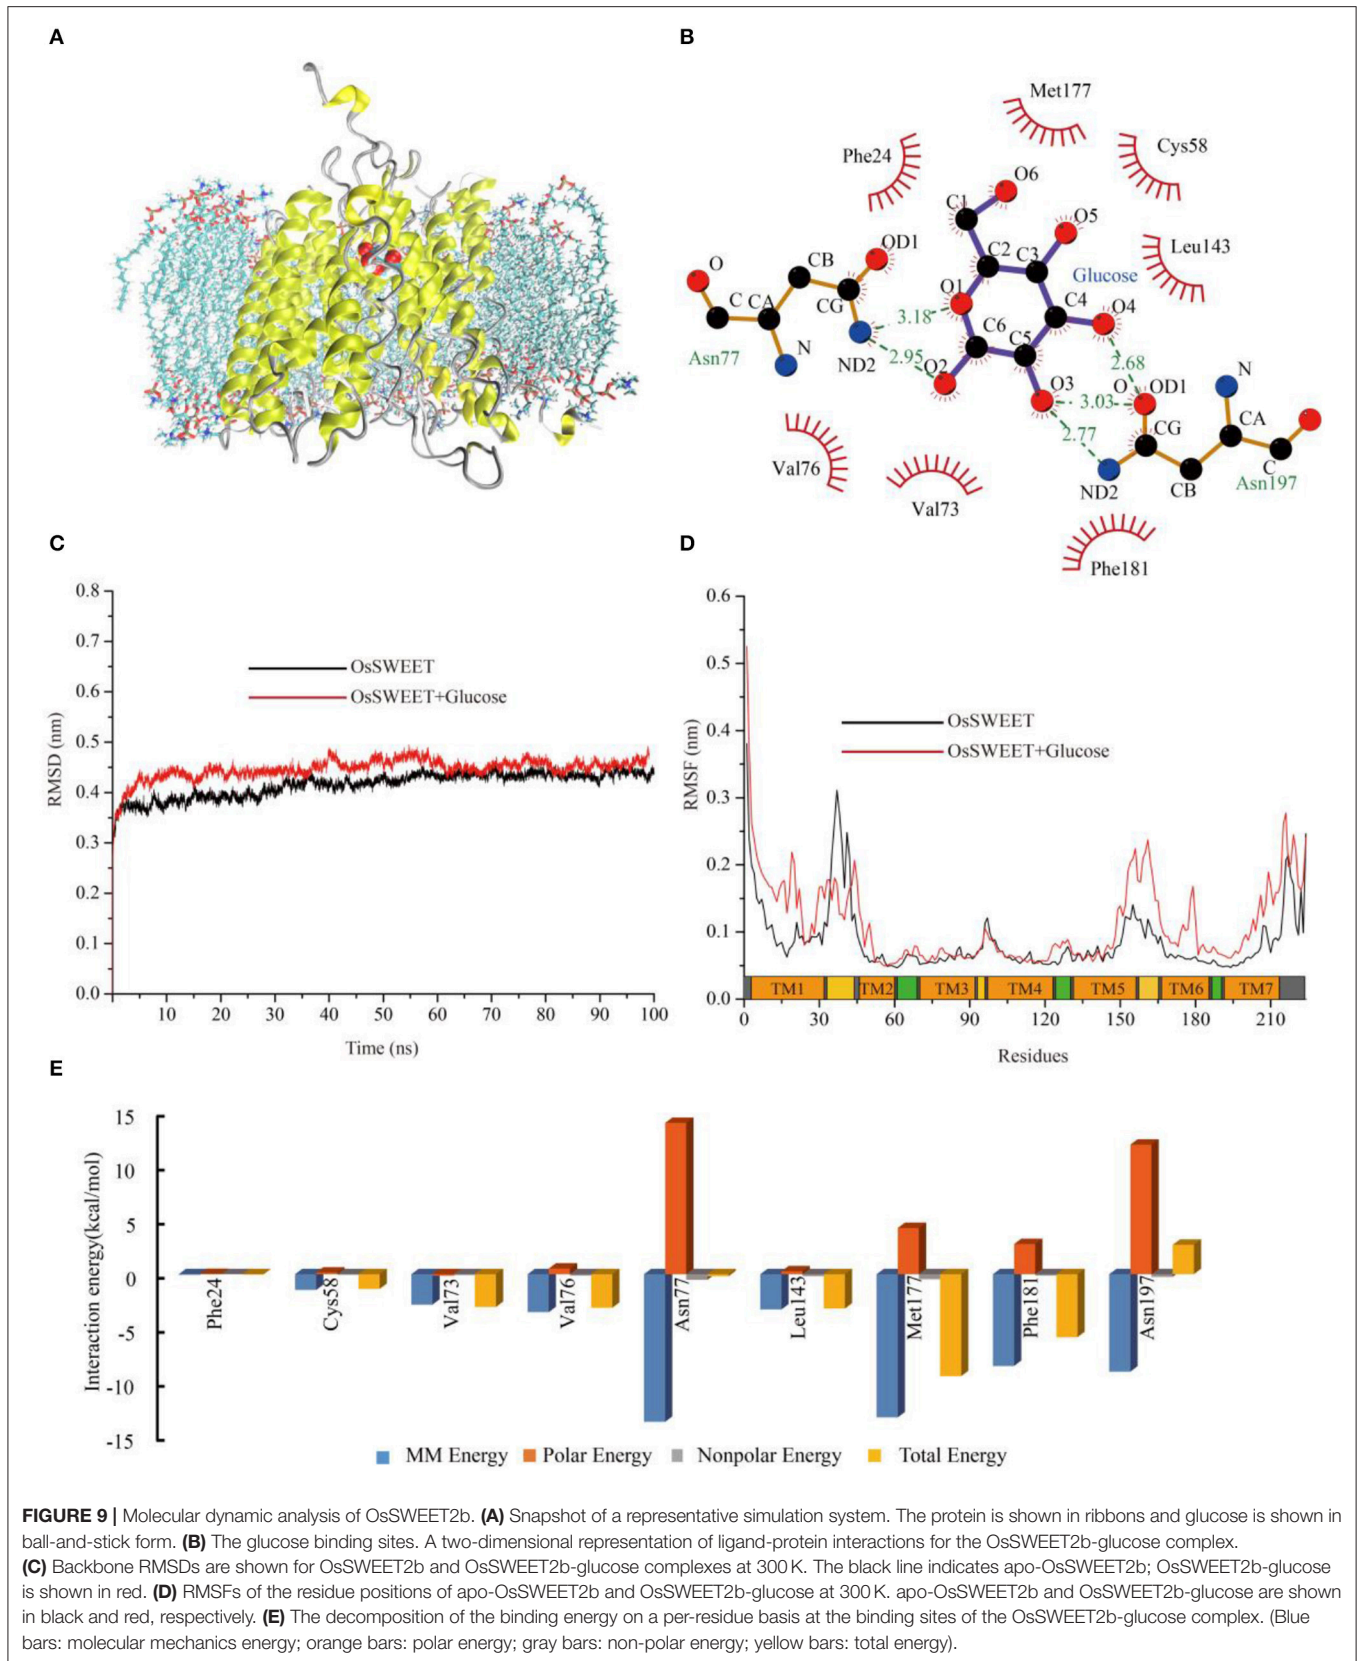 A
B
Met177
Phe24
Cys58
O6
C1
O5
OD1
O
CB
C2
C3
Leu143
Glucose
C
CA
CG
O1
C4
O4
3.18
C6
C5
Asn77
N
ND2
2.95
O2
2.68
N
O3
3.03
O
OD1
2.77
CG
CA
Val76
C
ND2
CB
Asn197
Val73
Phe181
C
D
0.8
0.7
0.6
0.5
0.4
0.3
0.2
0.1
0.0
RMSD (nm)
OsSWEET
OsSWEET+Glucose
10 20 30 40 50 60 70 80 90 100
Time (ns)
0.6
0.5
0.4
0.3
0.2
0.1
0.0
RMSF (nm)
OsSWEET
OsSWEET+Glucose
TM1 TM2 TM3 TM4 TM5 TM6 TM7
0 30 60 90 120 150 180 210
Residues
E
15
10
5
0
-5
-10
-15
Interaction energy(kcal/mol)
Phe24
Cys58
Val73
Val76
Asn77
Leu143
Met177
Phe181
Asn197
MM Energy Polar Energy Nonpolar Energy Total Energy
FIGURE 9 | Molecular dynamic analysis of OsSWEET2b. (A) Snapshot of a representative simulation system. The protein is shown in ribbons and glucose is shown in
ball-and-stick form. (B) The glucose binding sites. A two-dimensional representation of ligand-protein interactions for the OsSWEET2b-glucose complex.
(C) Backbone RMSDs are shown for OsSWEET2b and OsSWEET2b-glucose complexes at 300 K. The black line indicates apo-OsSWEET2b; OsSWEET2b-glucose
is shown in red. (D) RMSFs of the residue positions of apo-OsSWEET2b and OsSWEET2b-glucose at 300 K. apo-OsSWEET2b and OsSWEET2b-glucose are shown
in black and red, respectively. (E) The decomposition of the binding energy on a per-residue basis at the binding sites of the OsSWEET2b-glucose complex. (Blue
bars: molecular mechanics energy; orange bars: polar energy; gray bars: non-polar energy; yellow bars: total energy).